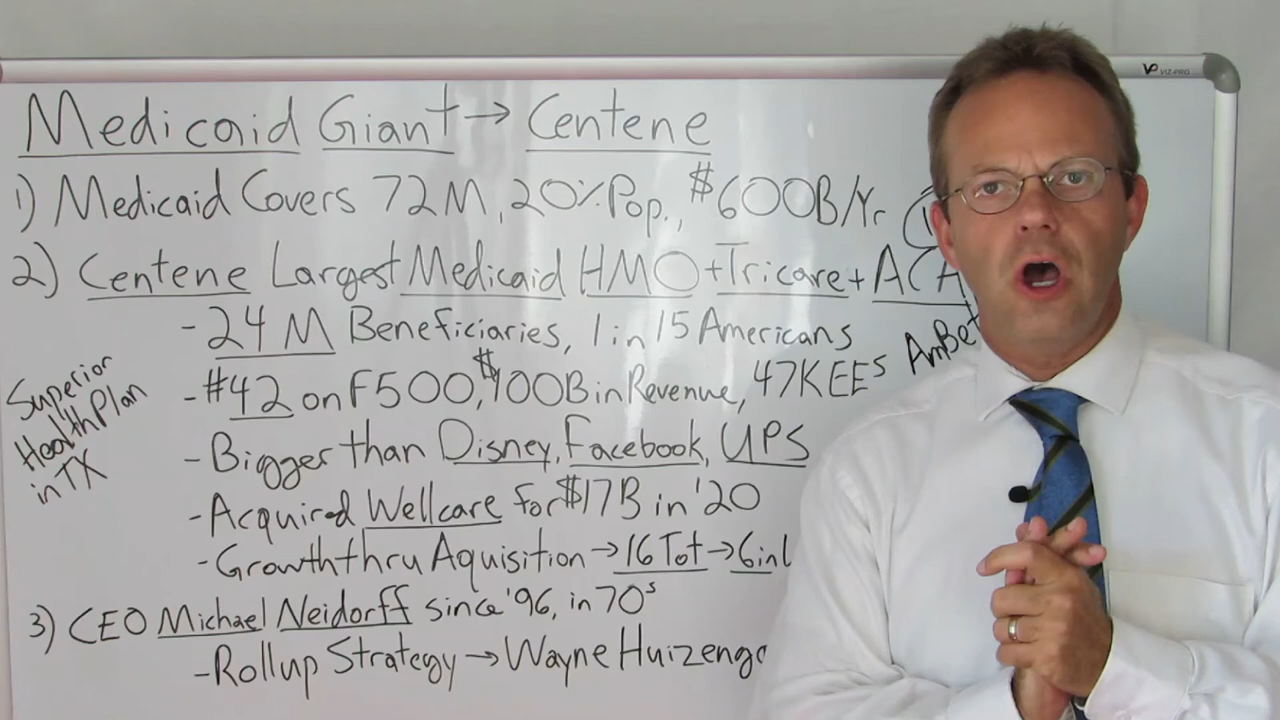 VP VIZ-PRO
Medicaid Giant → Centene
1) Medicaid Covers 72M, 20% Pop., $600B/Yr
2) Centene Largest Medicaid HMO + Tricare + ACA
AmBet
- 24M Beneficiaries, 1 in 15 Americans
- #42 on F500, $100B in Revenue, 47K EEs
Superior
Health Plan
in TX
- Bigger than Disney, Facebook, UPS
- Acquired Wellcare for $17B in '20
- Growth thru Aquisition → 16 Tot → 6 in
3) CEO Michael Neidorff since '96, in 70s
- Rollup Strategy → Wayne Huizenga